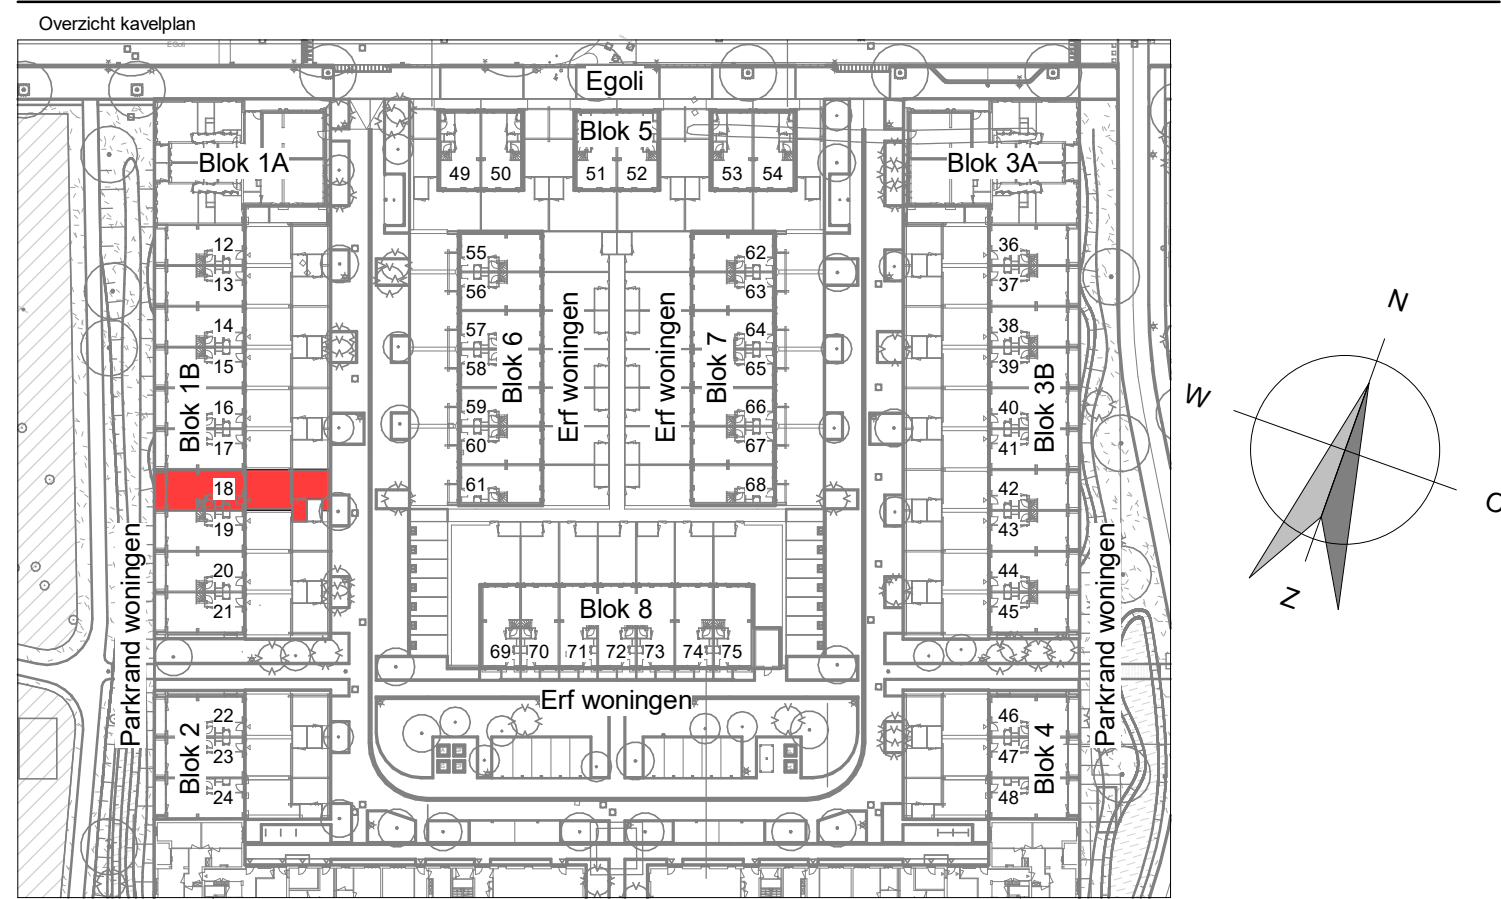 Overzicht kavelplan
EGoli
Egoli
Blok 1A
Blok 5
Blok 3A
49 50 51 52 53 54
12
13
14
15
16
17
18
19
20
21
Blok 1B
Parkrand woningen
22
23
24
Blok 2
55
56
57
58
59
60
61
Blok 6
Erf woningen
Erf woningen
Blok 7
62
63
64
65
66
67
68
Blok 8
69 70 71 72 73 74 75
Erf woningen
36
37
38
39
40
41
42
43
44
45
Blok 3B
Parkrand woningen
46
47
48
Blok 4
N
W
O
Z